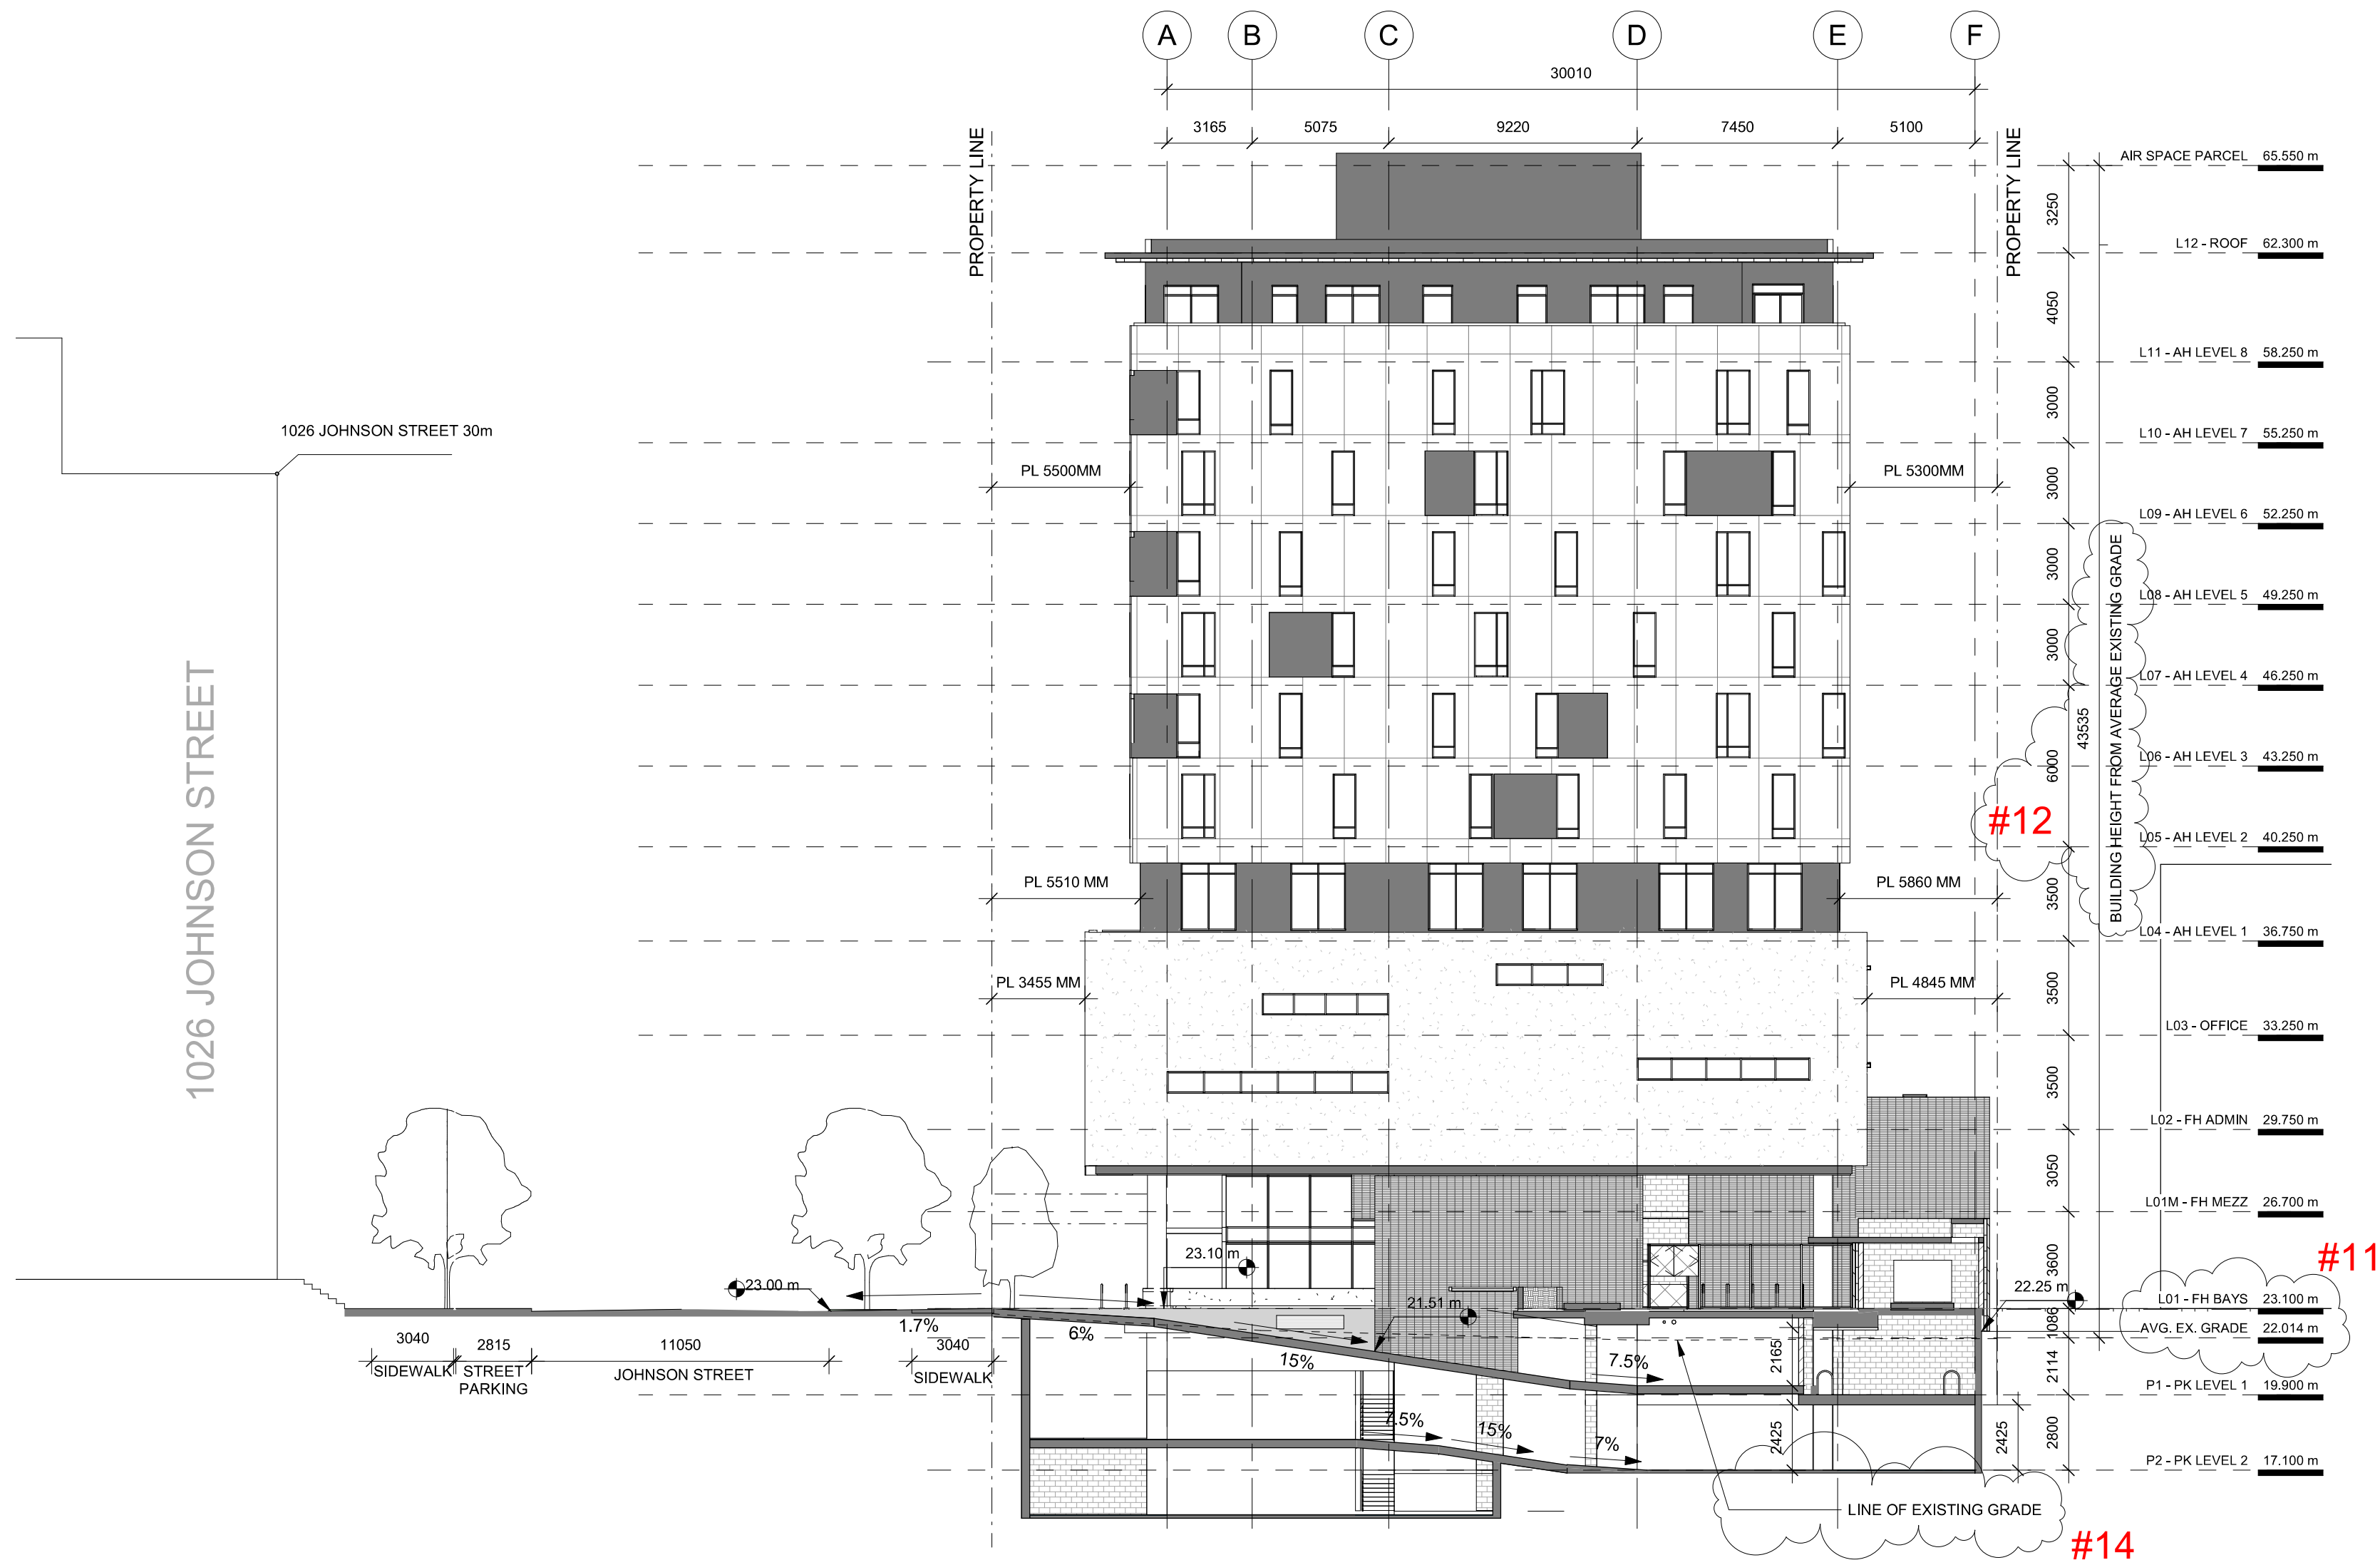 A B C D E F
30010
3165 5075 9220 7450 5100
PROPERTY LINE
PROPERTY LINE
AIR SPACE PARCEL 65.550 m
3250
L12 - ROOF 62.300 m
4050
L11 - AH LEVEL 8 58.250 m
3000
1026 JOHNSON STREET 30m
L10 - AH LEVEL 7 55.250 m
PL 5500MM
PL 5300MM
3000
L09 - AH LEVEL 6 52.250 m
3000
L08 - AH LEVEL 5 49.250 m
3000
L07 - AH LEVEL 4 46.250 m
BUILDING HEIGHT FROM AVERAGE EXISTING GRADE
43535
6000
L06 - AH LEVEL 3 43.250 m
#12
L05 - AH LEVEL 2 40.250 m
1026 JOHNSON STREET
PL 5510 MM
PL 5860 MM
3500
L04 - AH LEVEL 1 36.750 m
PL 3455 MM
PL 4845 MM
3500
L03 - OFFICE 33.250 m
3500
L02 - FH ADMIN 29.750 m
3050
L01M - FH MEZZ 26.700 m
23.10 m
3600
#11
23.00 m
22.25 m
21.51 m
L01 - FH BAYS 23.100 m
1086
1.7%
6%
AVG. EX. GRADE 22.014 m
3040
2815
11050
3040
15%
7.5%
2165
2114
SIDEWALK
STREET
PARKING
JOHNSON STREET
SIDEWALK
P1 - PK LEVEL 1 19.900 m
7.5%
15%
7%
2425
2425
2800
P2 - PK LEVEL 2 17.100 m
LINE OF EXISTING GRADE
#14